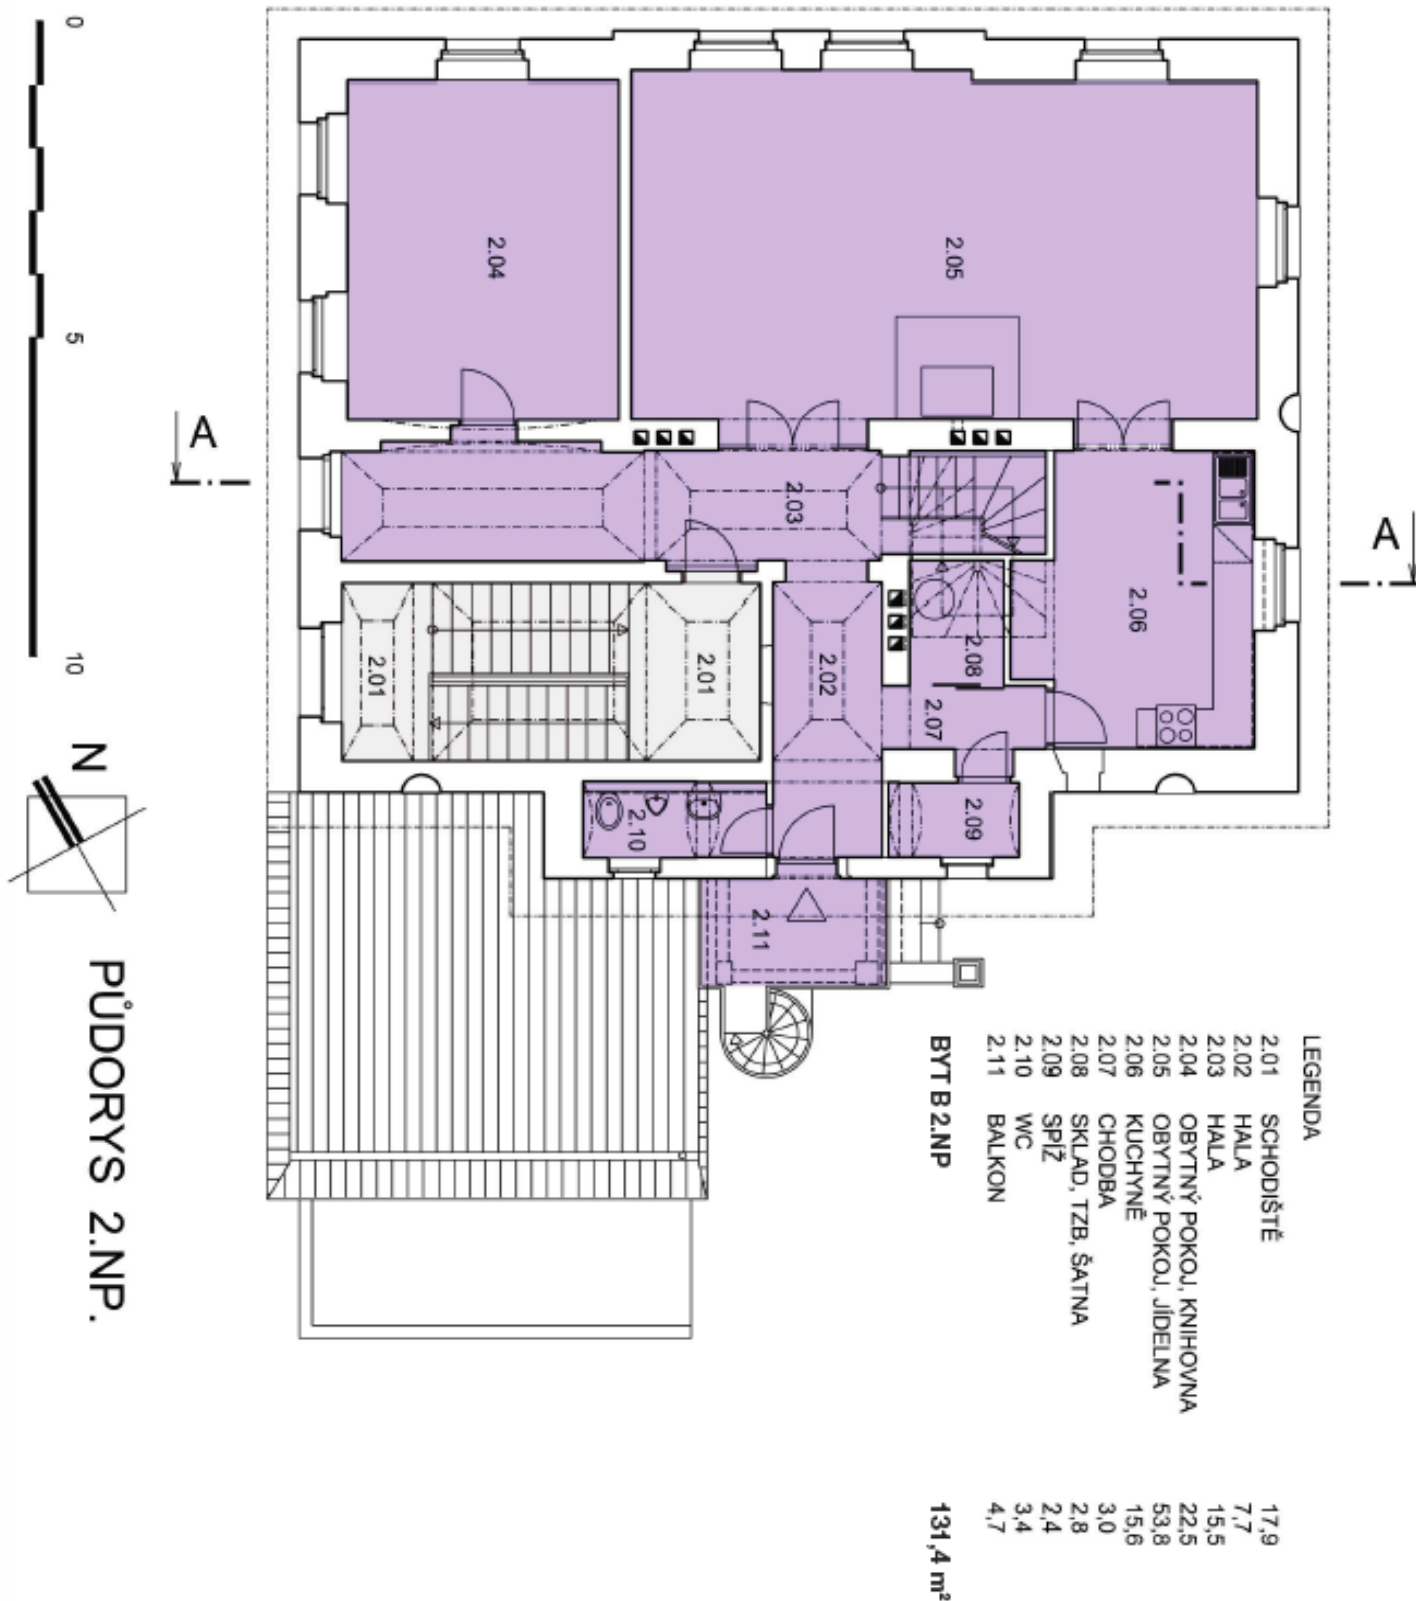 0
5
10
N
PŮDORYS 2.NP.
A
A
2.04
2.05
2.03
2.06
2.01
2.01
2.02
2.08
2.07
2.10
2.09
2.11
LEGENDA
2.01 SCHODIŠTĚ 17,9
2.02 HALA 7,7
2.03 HALA 15,5
2.04 OBYTNÝ POKOJ, KNIHOVNA 22,5
2.05 OBYTNÝ POKOJ, JÍDELNA 53,8
2.06 KUCHYNĚ 15,6
2.07 CHODBA 3,0
2.08 SKLAD, TZB, ŠATNA 2,8
2.09 SPÍŽ 2,4
2.10 WC 3,4
2.11 BALKON 4,7
BYT B 2.NP 131,4 m²